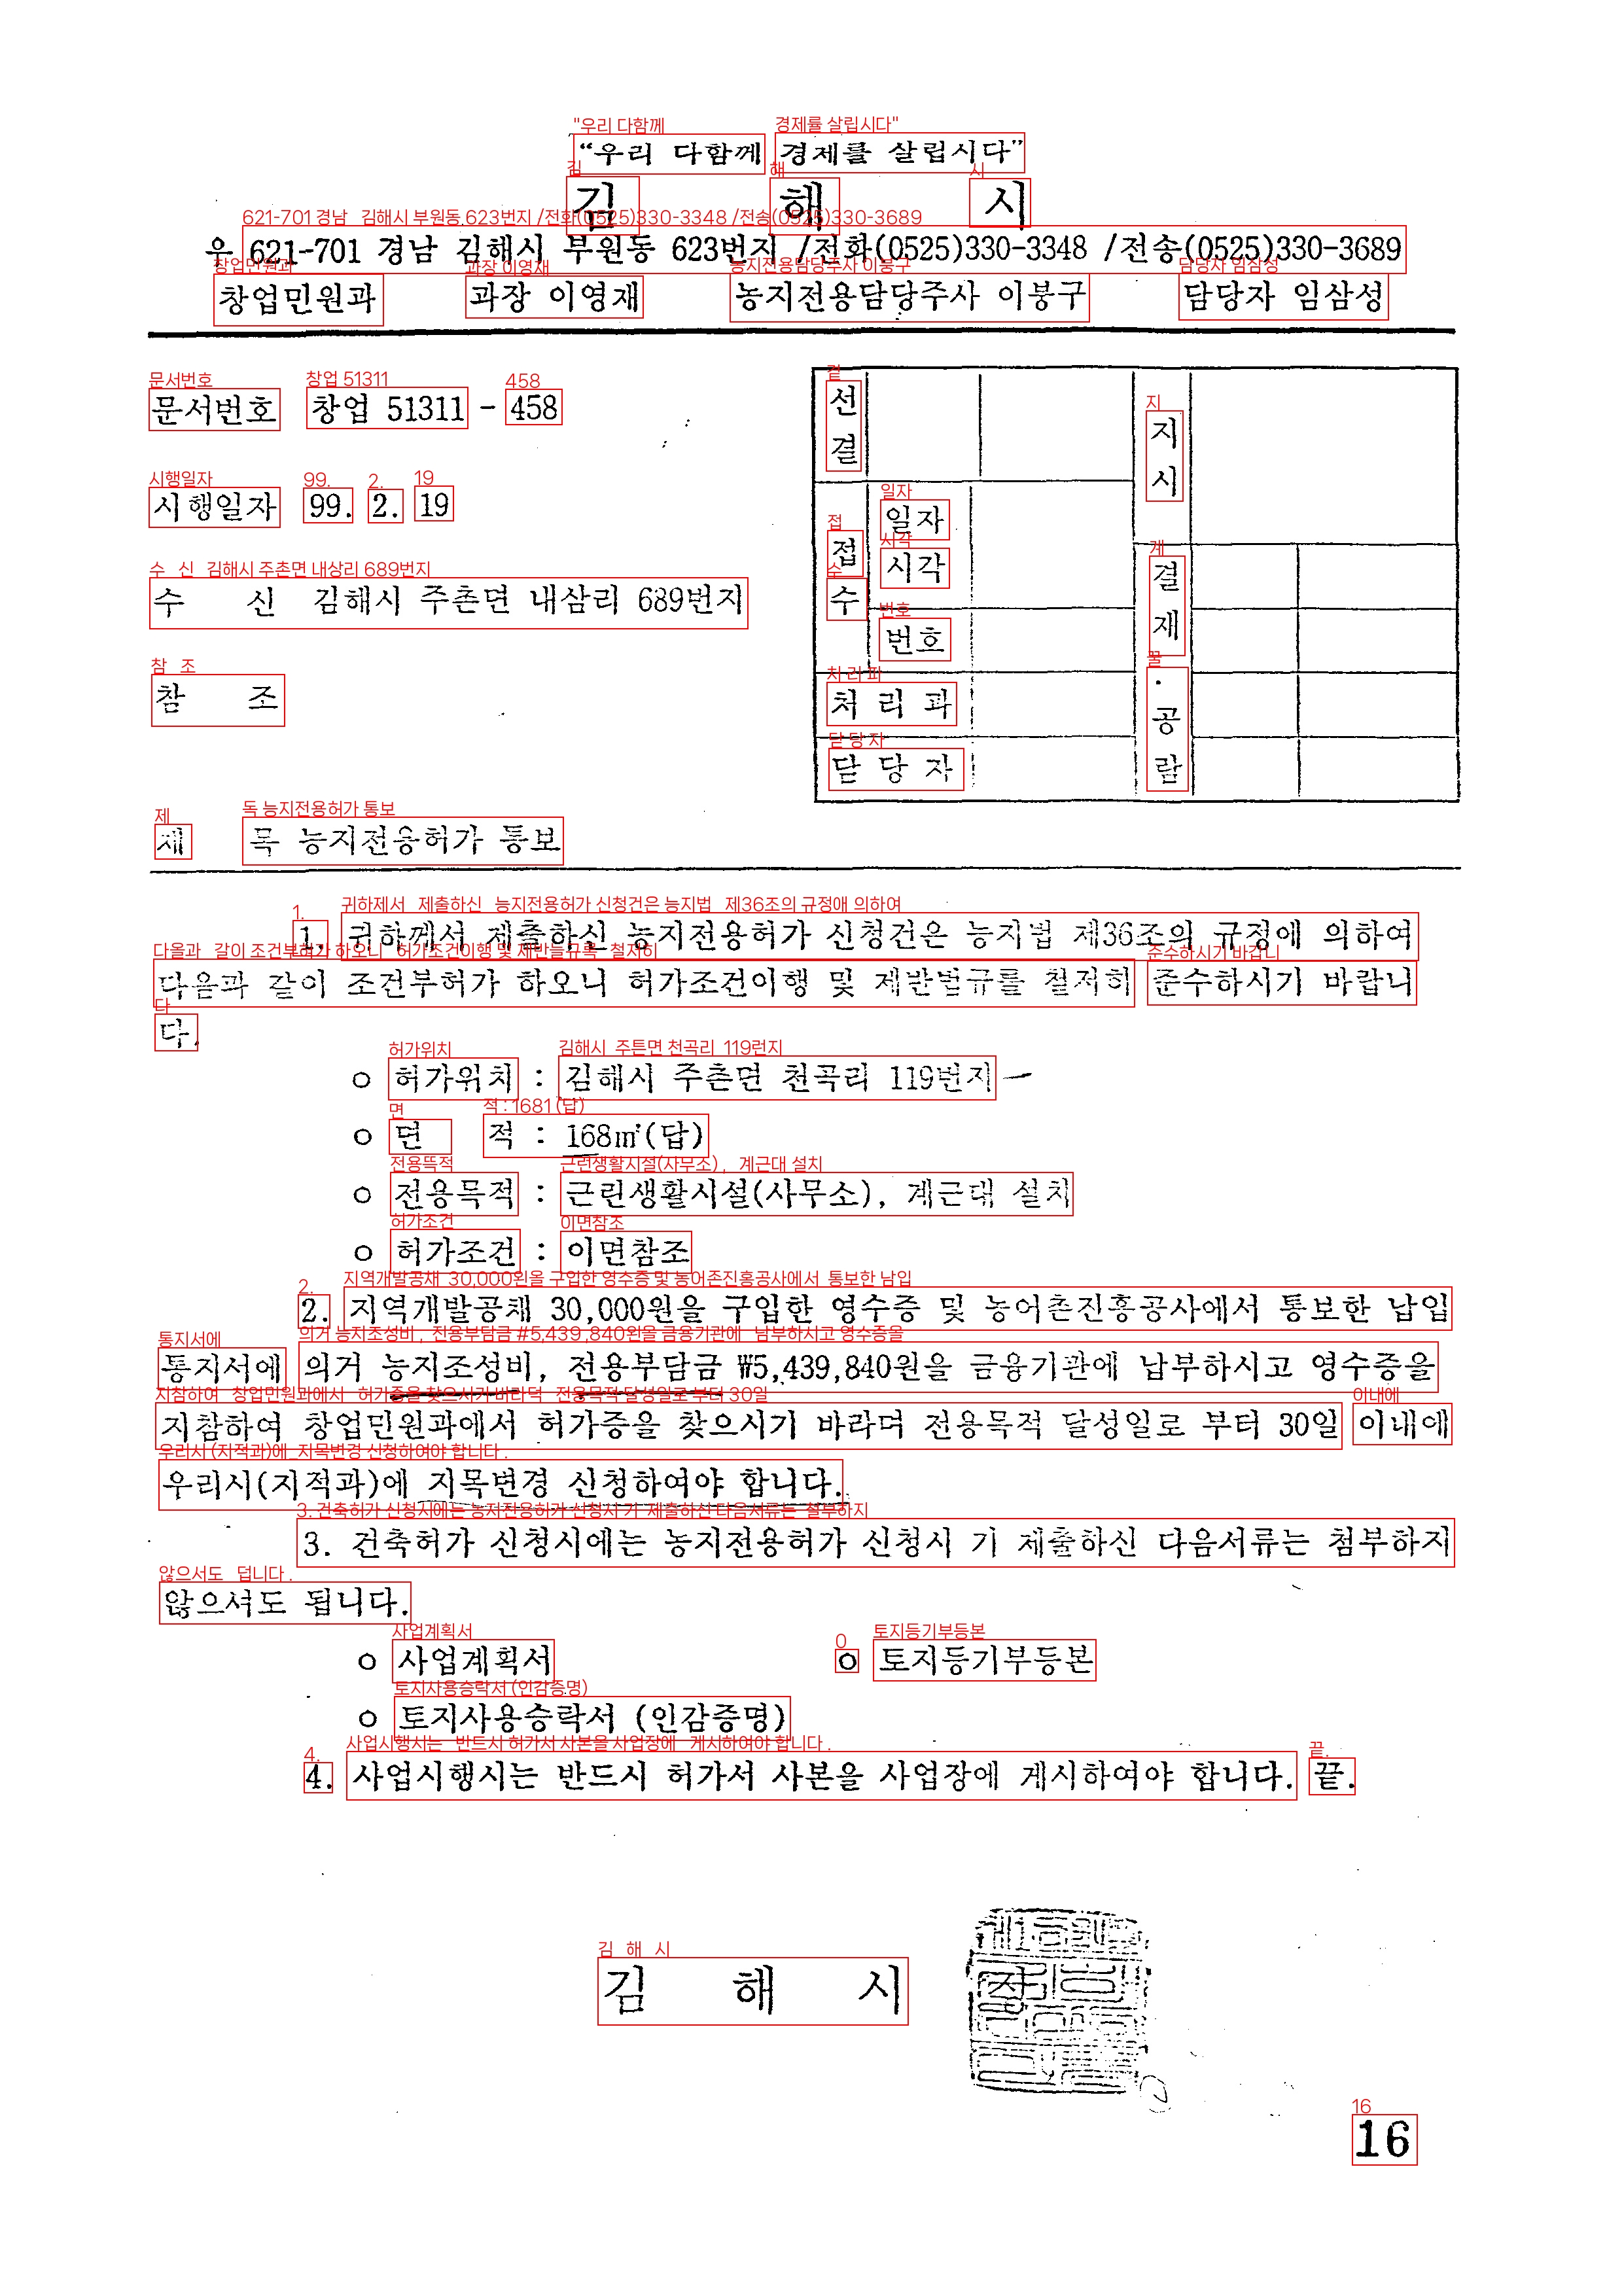 "우리 다함께 경제를 살립시다"
김 해 시
우 621-701 경남 김해시 부원동 623번지 /전화(0525)330-3348 /전송(0525)330-3689
창업민원과 과장 이영재 농지전용담당주사 이붕구 담당자 임삼성
문서번호 창업 51311 - 458
시행일자 99. 2. 19
수 신 김해시 주촌면 내삼리 689번지
참 조
선결
지시
접수
일자
시각
번호
결재·공람
처 리 과
담 당 자
제 목 농지전용허가 통보
1. 귀하께서 제출하신 농지전용허가 신청건은 농지법 제36조의 규정에 의하여
다음과 같이 조건부허가 하오니 허가조건이행 및 제반법규를 철저히 준수하시기 바랍니
다.
o 허가위치 : 김해시 주촌면 천곡리 119번지
o 면 적 : 168㎡(답)
o 전용목적 : 근린생활시설(사무소), 계근대 설치
o 허가조건 : 이면참조
2. 지역개발공채 30,000원을 구입한 영수증 및 농어촌진흥공사에서 통보한 납입
통지서에 의거 농지조성비, 전용부담금 ₩5,439,840원을 금융기관에 납부하시고 영수증을
지참하여 창업민원과에서 허가증을 찾으시기 바라며 전용목적 달성일로 부터 30일 이내에
우리시(지적과)에 지목변경 신청하여야 합니다.
3. 건축허가 신청시에는 농지전용허가 신청시 기 제출하신 다음서류는 첨부하지
않으셔도 됩니다.
o 사업계획서 o 토지등기부등본
o 토지사용승락서 (인감증명)
4. 사업시행시는 반드시 허가서 사본을 사업장에 게시하여야 합니다. 끝.
김 해 시
16